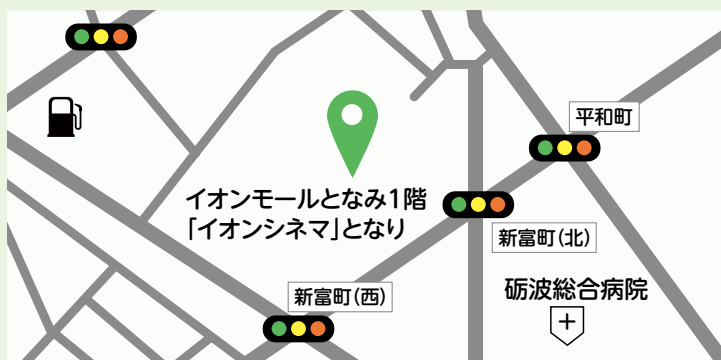 平和町
イオンモールとなみ1階
「イオンシネマ」となり
新富町(北)
新富町(西)
砺波総合病院